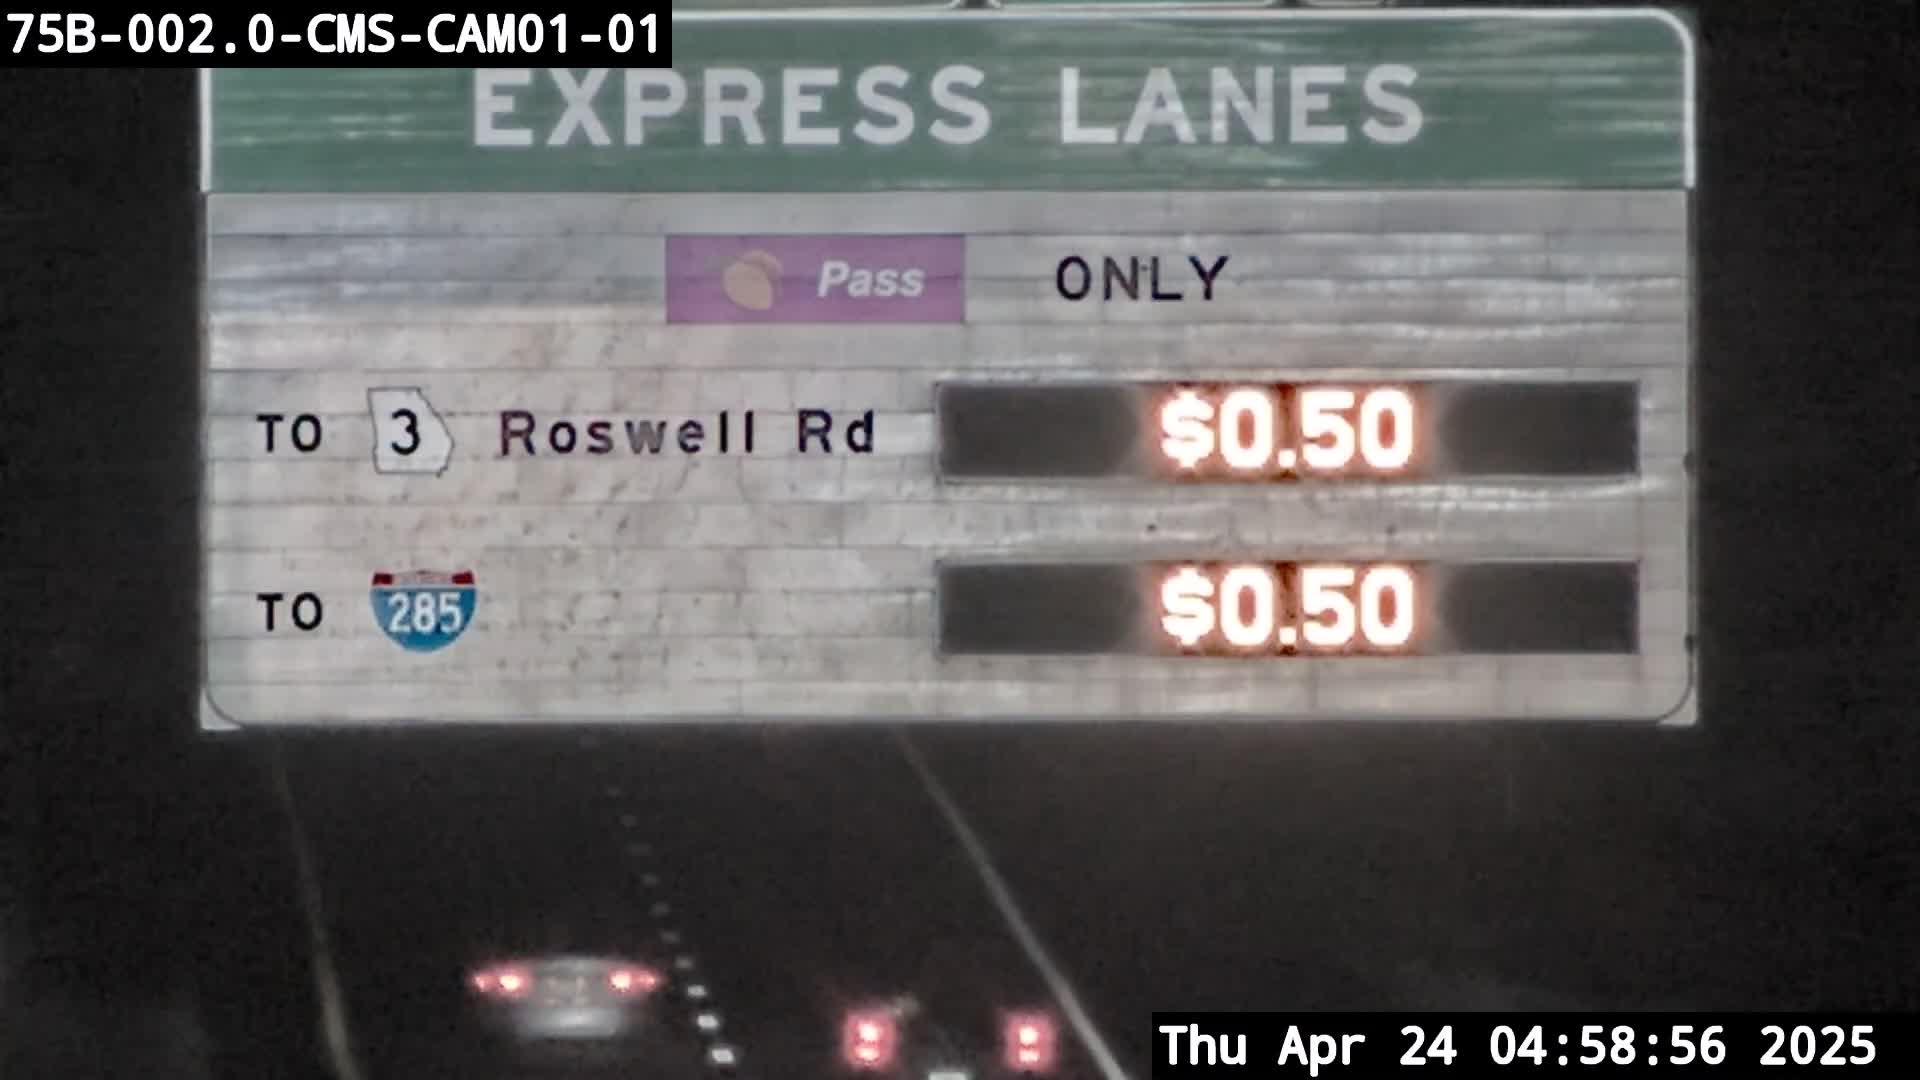 75B-002.0-CMS-CAM01-01
EXPRESS LANES
Pass ONLY
TO 3 Roswell Rd $0.50
TO 285 $0.50
Thu Apr 24 04:58:56 2025